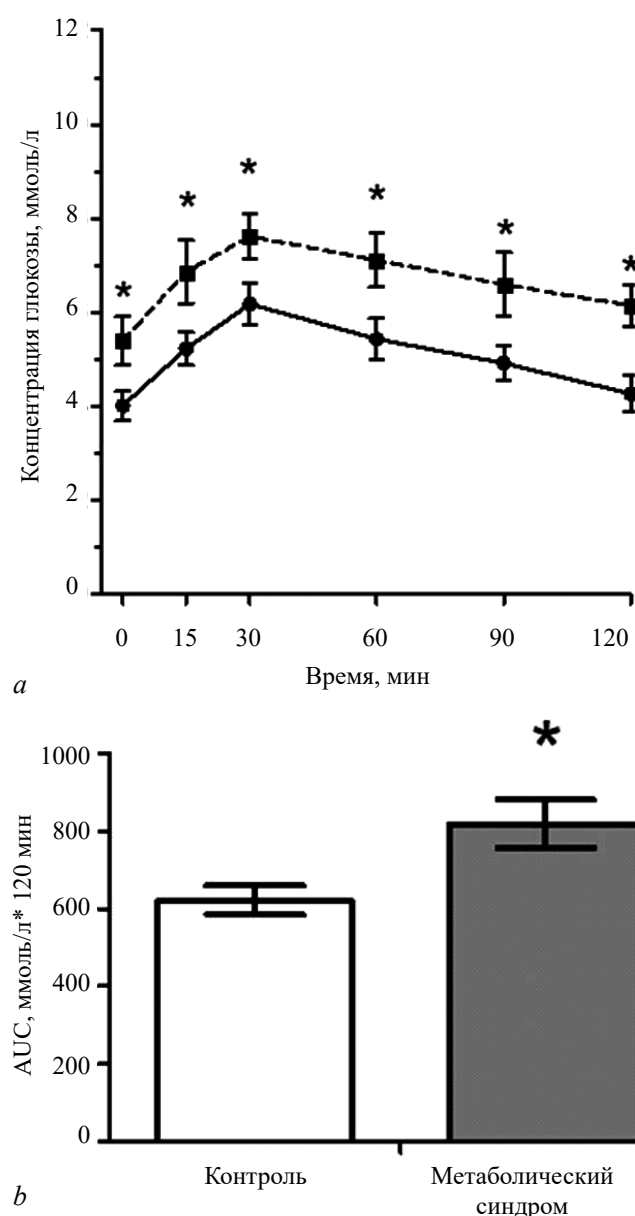 12
10
8
6
4
2
0
Концентрация глюкозы, ммоль/л
* * * * * *
0 15 30 60 90 120
Время, мин
a
1000
800
600
400
200
0
AUC, ммоль/л* 120 мин
*
Контроль Метаболический
синдром
b